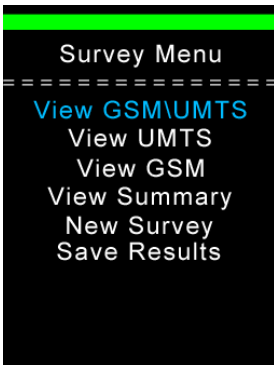 Survey Menu
= = = = = = = = = = = = = = =
View GSM\UMTS
View UMTS
View GSM
View Summary
New Survey
Save Results